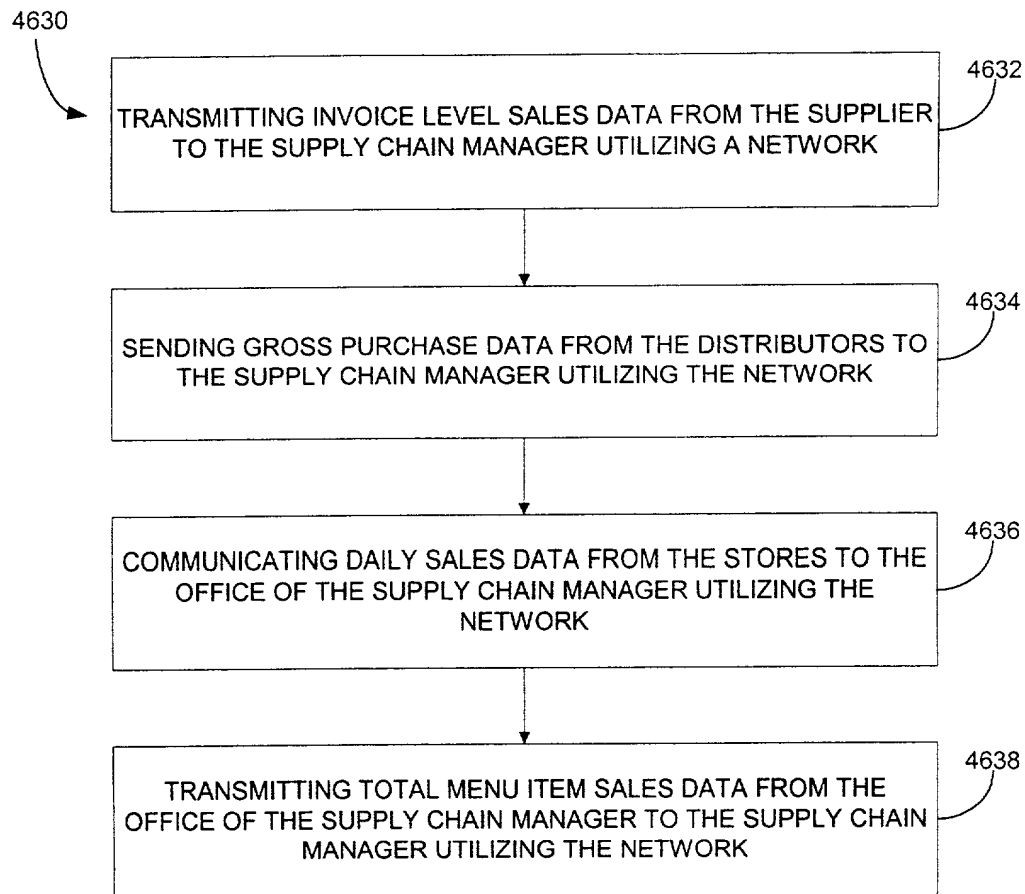 4630
4632
TRANSMITTING INVOICE LEVEL SALES DATA FROM THE SUPPLIER
TO THE SUPPLY CHAIN MANAGER UTILIZING A NETWORK
4634
SENDING GROSS PURCHASE DATA FROM THE DISTRIBUTORS TO
THE SUPPLY CHAIN MANAGER UTILIZING THE NETWORK
4636
COMMUNICATING DAILY SALES DATA FROM THE STORES TO THE
OFFICE OF THE SUPPLY CHAIN MANAGER UTILIZING THE
NETWORK
4638
TRANSMITTING TOTAL MENU ITEM SALES DATA FROM THE
OFFICE OF THE SUPPLY CHAIN MANAGER TO THE SUPPLY CHAIN
MANAGER UTILIZING THE NETWORK